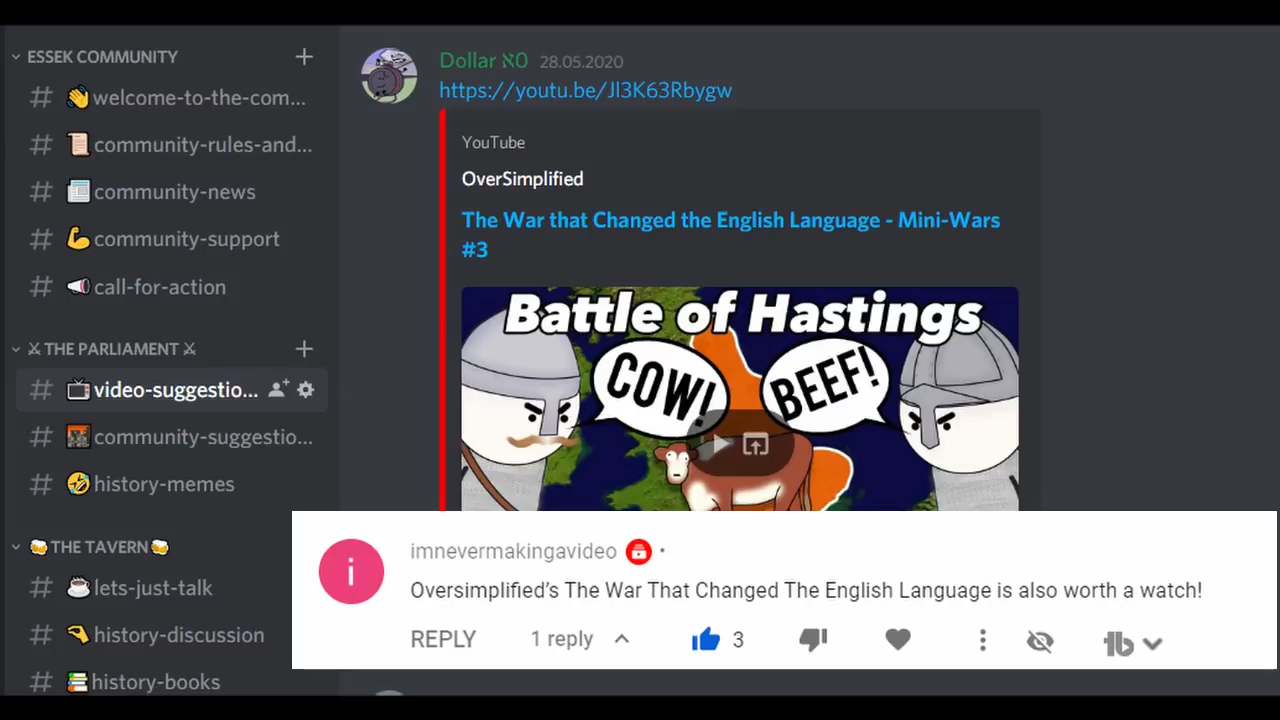 ESSEK COMMUNITY
# 👋welcome-to-the-com...
# 📜community-rules-and...
# 📰community-news
# 💪community-support
# 📣call-for-action
⚔THE PARLIAMENT⚔
# 📺video-suggestio...
# community-suggestio...
# 🤣history-memes
🍻THE TAVERN🍻
# ☕lets-just-talk
# history-discussion
# 📚history-books
Dollar ℵ0 28.05.2020
https://youtu.be/Jl3K63Rbygw
YouTube
OverSimplified
The War that Changed the English Language - Mini-Wars
#3
Battle of Hastings
COW!
BEEF!
i
imnevermakingavideo •
Oversimplified's The War That Changed The English Language is also worth a watch!
REPLY 1 reply 3
tb